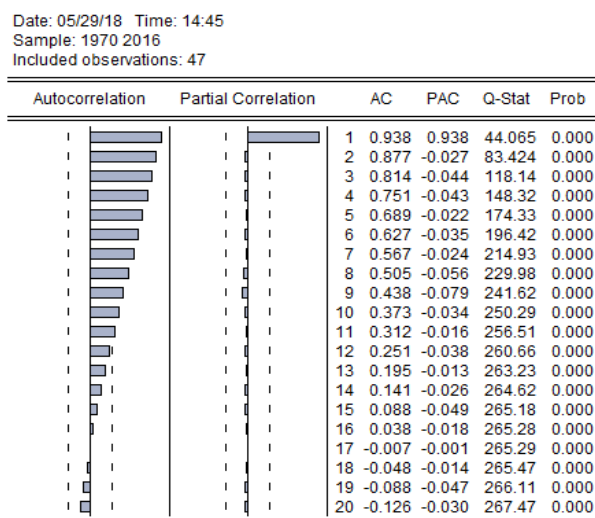 Date: 05/29/18 Time: 14:45
Sample: 1970 2016
Included observations: 47
Autocorrelation Partial Correlation AC PAC Q-Stat Prob
1 0.938 0.938 44.065 0.000
2 0.877 -0.027 83.424 0.000
3 0.814 -0.044 118.14 0.000
4 0.751 -0.043 148.32 0.000
5 0.689 -0.022 174.33 0.000
6 0.627 -0.035 196.42 0.000
7 0.567 -0.024 214.93 0.000
8 0.505 -0.056 229.98 0.000
9 0.438 -0.079 241.62 0.000
10 0.373 -0.034 250.29 0.000
11 0.312 -0.016 256.51 0.000
12 0.251 -0.038 260.66 0.000
13 0.195 -0.013 263.23 0.000
14 0.141 -0.026 264.62 0.000
15 0.088 -0.049 265.18 0.000
16 0.038 -0.018 265.28 0.000
17 -0.007 -0.001 265.29 0.000
18 -0.048 -0.014 265.47 0.000
19 -0.088 -0.047 266.11 0.000
20 -0.126 -0.030 267.47 0.000